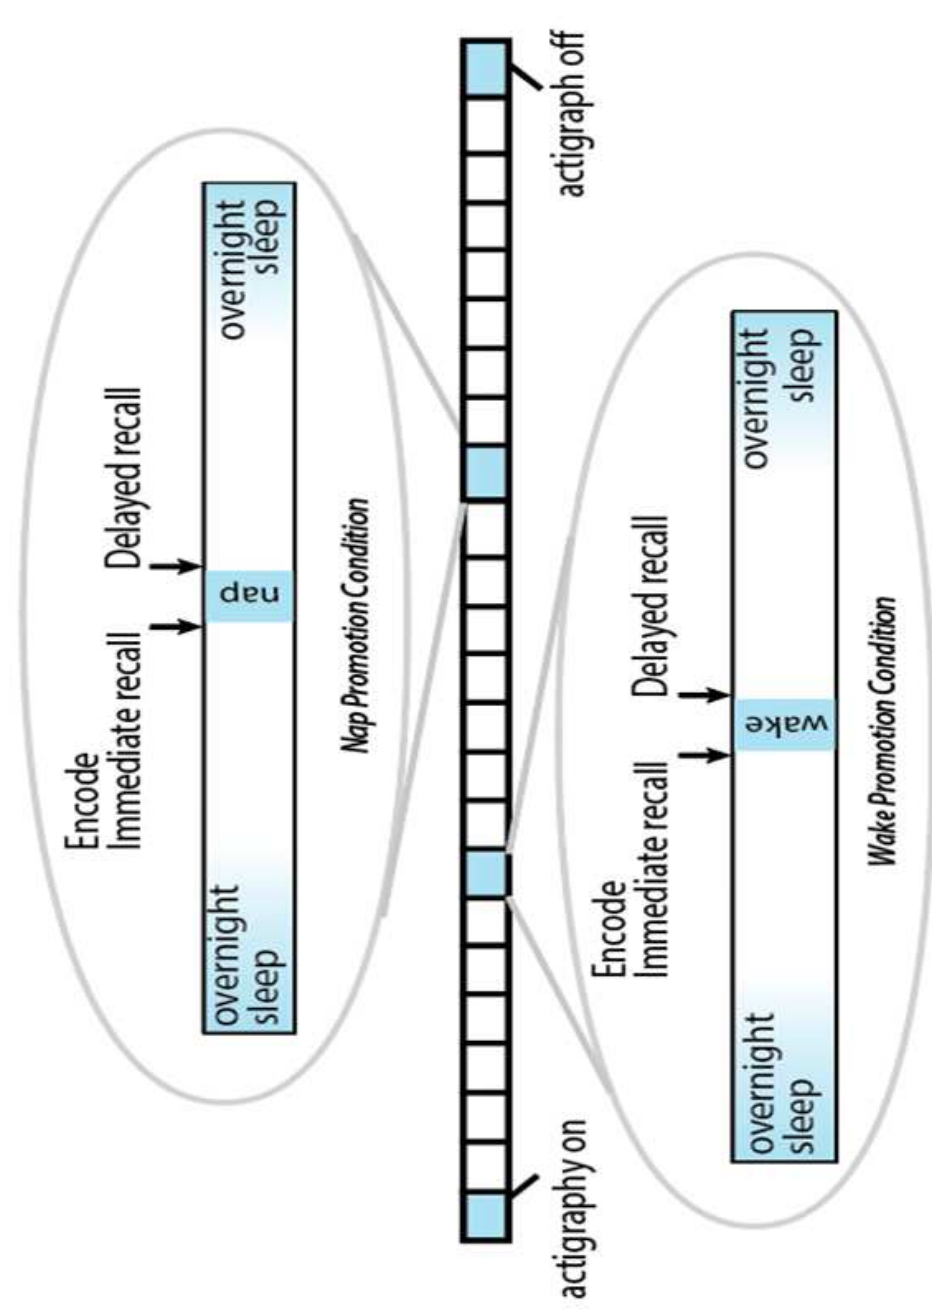 Encode
Immediate recall
Delayed recall
overnight
sleep
nap
overnight
sleep
Nap Promotion Condition
actigraphy on
actigraph off
Encode
Immediate recall
Delayed recall
overnight
sleep
wake
overnight
sleep
Wake Promotion Condition